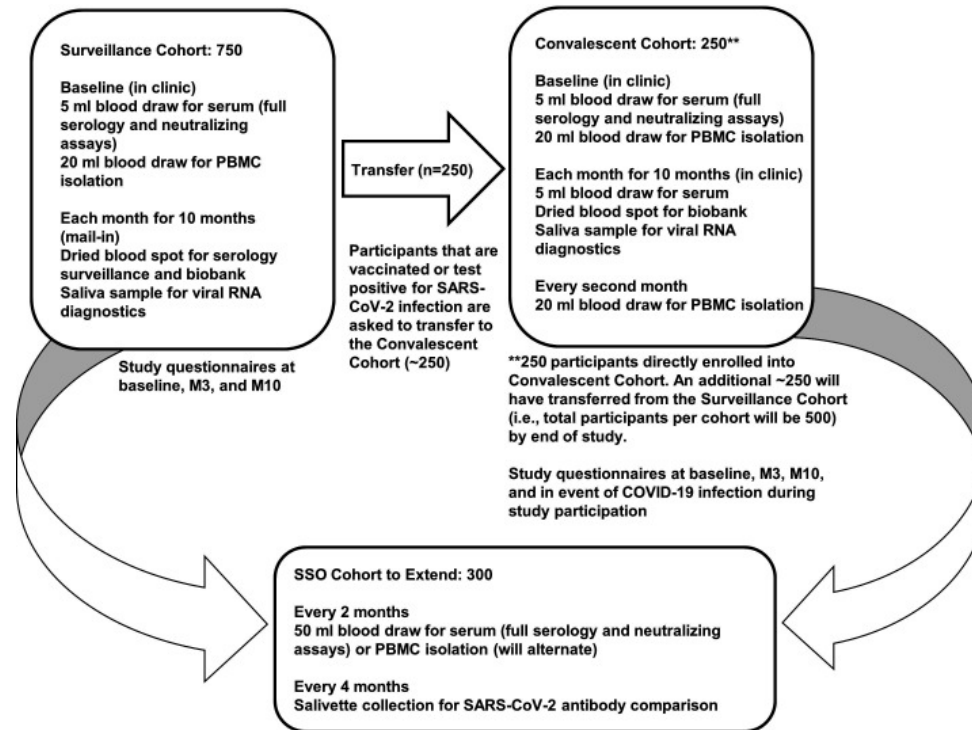 Surveillance Cohort: 750
Baseline (in clinic)
5 ml blood draw for serum (full
serology and neutralizing
assays)
20 ml blood draw for PBMC
isolation
Each month for 10 months
(mail-in)
Dried blood spot for serology
surveillance and biobank
Saliva sample for viral RNA
diagnostics
Study questionnaires at
baseline, M3, and M10
Transfer (n=250)
Participants that are
vaccinated or test
positive for SARS-
CoV-2 infection are
asked to transfer to
the Convalescent
Cohort (~250)
Convalescent Cohort: 250**
Baseline (in clinic)
5 ml blood draw for serum (full
serology and neutralizing assays)
20 ml blood draw for PBMC isolation
Each month for 10 months (in clinic)
5 ml blood draw for serum
Dried blood spot for biobank
Saliva sample for viral RNA
diagnostics
Every second month
20 ml blood draw for PBMC isolation
**250 participants directly enrolled into
Convalescent Cohort. An additional ~250 will
have transferred from the Surveillance Cohort
(i.e., total participants per cohort will be 500)
by end of study.
Study questionnaires at baseline, M3, M10,
and in event of COVID-19 infection during
study participation
SSO Cohort to Extend: 300
Every 2 months
50 ml blood draw for serum (full serology and neutralizing
assays) or PBMC isolation (will alternate)
Every 4 months
Salivette collection for SARS-CoV-2 antibody comparison